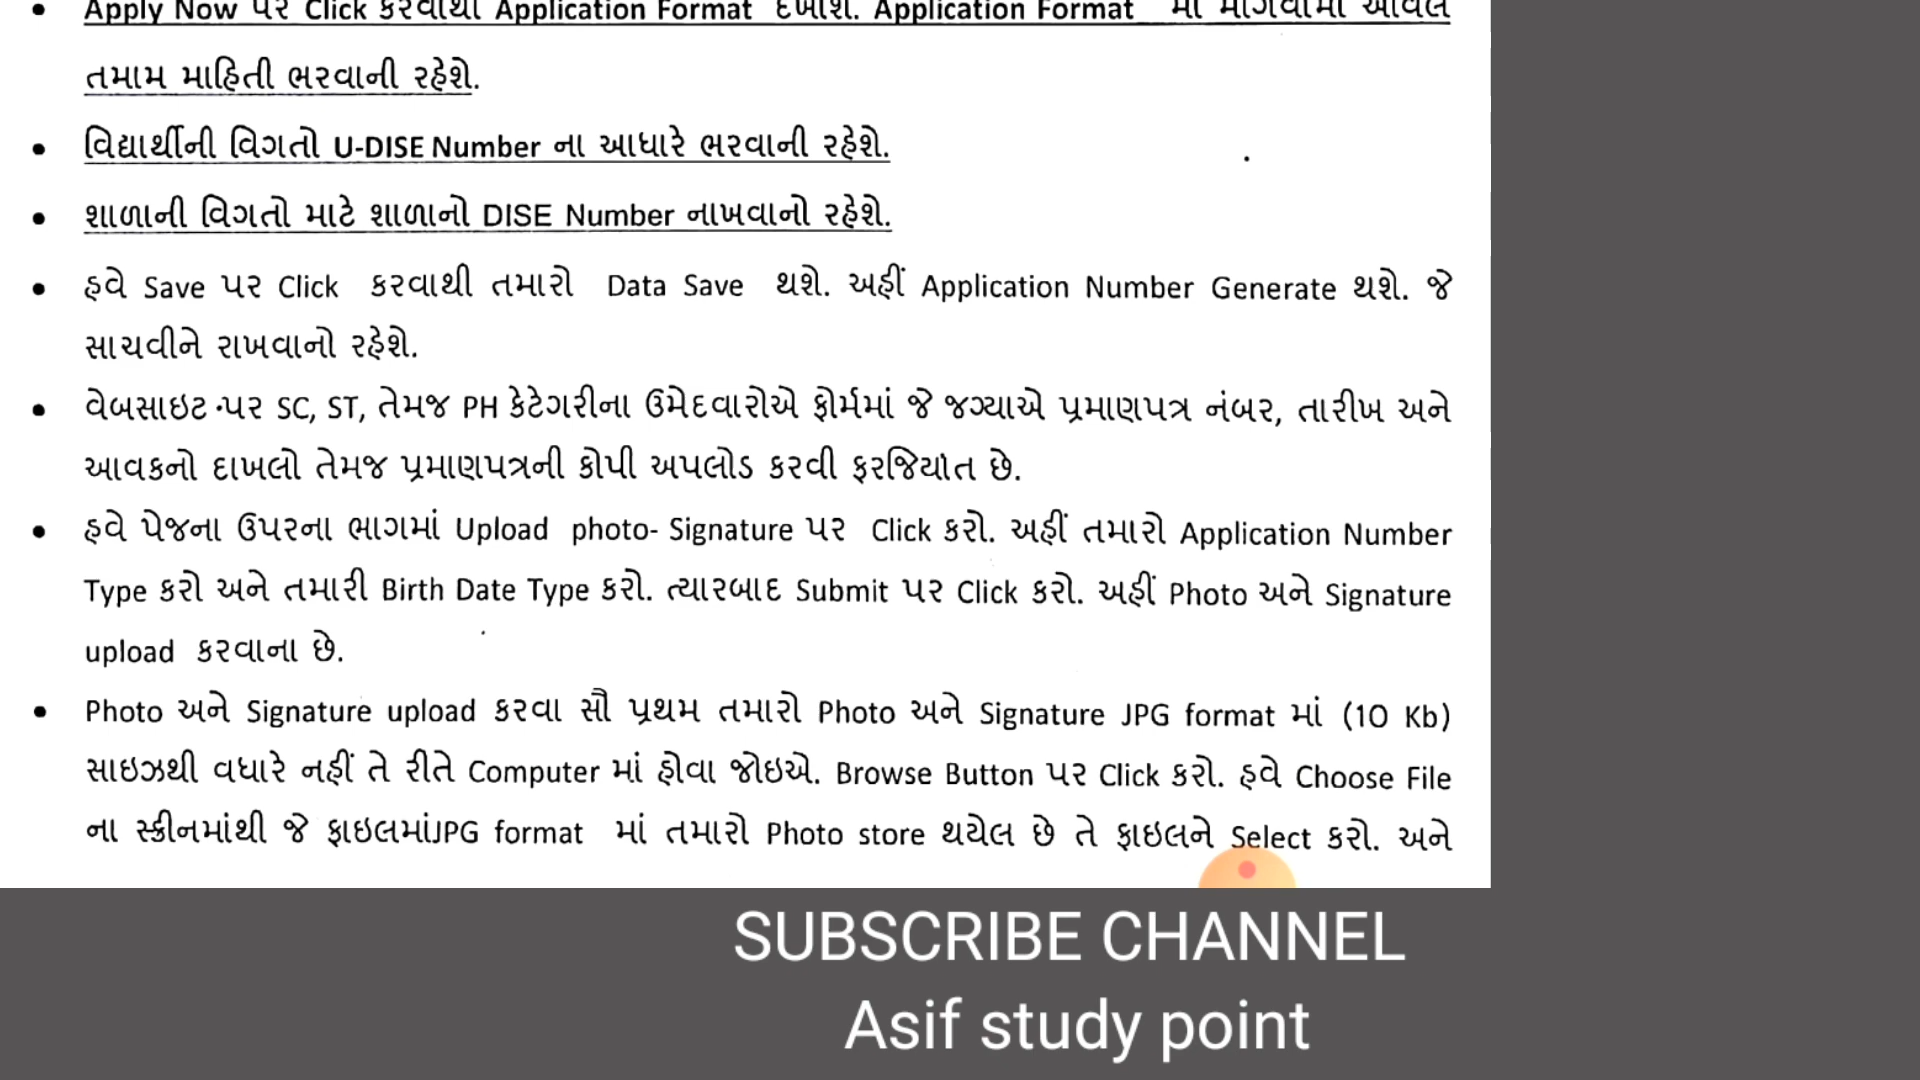 • Apply Now પર Click કરવાથી Application Format દેખાશે. Application Format માં માંગવામાં આવેલ
તમામ માહિતી ભરવાની રહેશે.
• વિદ્યાર્થીની વિગતો U-DISE Number ના આધારે ભરવાની રહેશે.
• શાળાની વિગતો માટે શાળાનો DISE Number નાખવાનો રહેશે.
• હવે Save પર Click કરવાથી તમારો Data Save થશે. અહીં Application Number Generate થશે. જે
સાચવીને રાખવાનો રહેશે.
• વેબસાઇટ પર SC, ST, તેમજ PH કેટેગરીના ઉમેદવારોએ ફોર્મમાં જે જગ્યાએ પ્રમાણપત્ર નંબર, તારીખ અને
આવકનો દાખલો તેમજ પ્રમાણપત્રની કોપી અપલોડ કરવી ફરજિયાત છે.
• હવે પેજના ઉપરના ભાગમાં Upload photo- Signature પર Click કરો. અહીં તમારો Application Number
Type કરો અને તમારી Birth Date Type કરો. ત્યારબાદ Submit પર Click કરો. અહીં Photo અને Signature
upload કરવાના છે.
• Photo અને Signature upload કરવા સૌ પ્રથમ તમારો Photo અને Signature JPG format માં (10 Kb)
સાઇઝથી વધારે નહીં તે રીતે Computer માં હોવા જોઇએ. Browse Button પર Click કરો. હવે Choose File
ના સ્ક્રીનમાંથી જે ફાઇલમાંJPG format માં તમારો Photo store થયેલ છે તે ફાઇલને Select કરો. અને
SUBSCRIBE CHANNEL
Asif study point